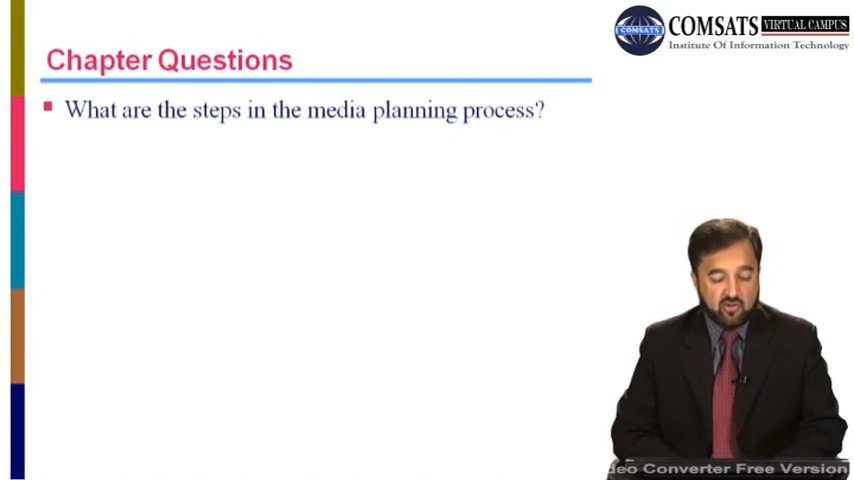 COMSATS
COMSATS VIRTUAL CAMPUS
Institute Of Information Technology
Chapter Questions
What are the steps in the media planning process?
deo Converter Free Version